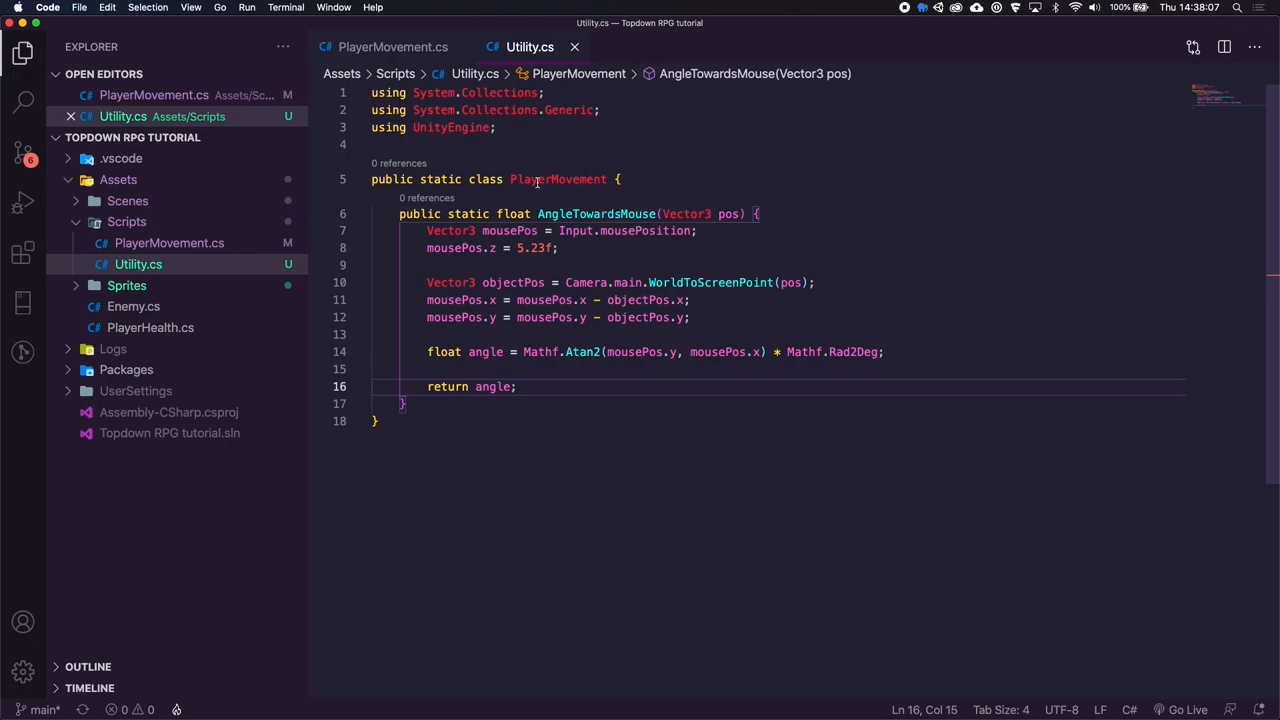 Code File Edit Selection View Go Run Terminal Window Help 100% Thu 14:38:07
Utility.cs — Topdown RPG tutorial
EXPLORER
OPEN EDITORS
C# PlayerMovement.cs Assets/Sc... M
C# Utility.cs Assets/Scripts U
TOPDOWN RPG TUTORIAL
.vscode
6
Assets
Scenes
Scripts
C# PlayerMovement.cs M
C# Utility.cs U
Sprites
C# Enemy.cs
C# PlayerHealth.cs
Logs
Packages
UserSettings
Assembly-CSharp.csproj
Topdown RPG tutorial.sln
OUTLINE
TIMELINE
C# PlayerMovement.cs C# Utility.cs
Assets > Scripts > C# Utility.cs > PlayerMovement > AngleTowardsMouse(Vector3 pos)
1 using System.Collections;
2 using System.Collections.Generic;
3 using UnityEngine;
4
0 references
5 public static class PlayerMovement {
0 references
6 public static float AngleTowardsMouse(Vector3 pos) {
7 Vector3 mousePos = Input.mousePosition;
8 mousePos.z = 5.23f;
9
10 Vector3 objectPos = Camera.main.WorldToScreenPoint(pos);
11 mousePos.x = mousePos.x - objectPos.x;
12 mousePos.y = mousePos.y - objectPos.y;
13
14 float angle = Mathf.Atan2(mousePos.y, mousePos.x) * Mathf.Rad2Deg;
15
16 return angle;
17 }
18 }
main* 0 0 Ln 16, Col 15 Tab Size: 4 UTF-8 LF C# Go Live